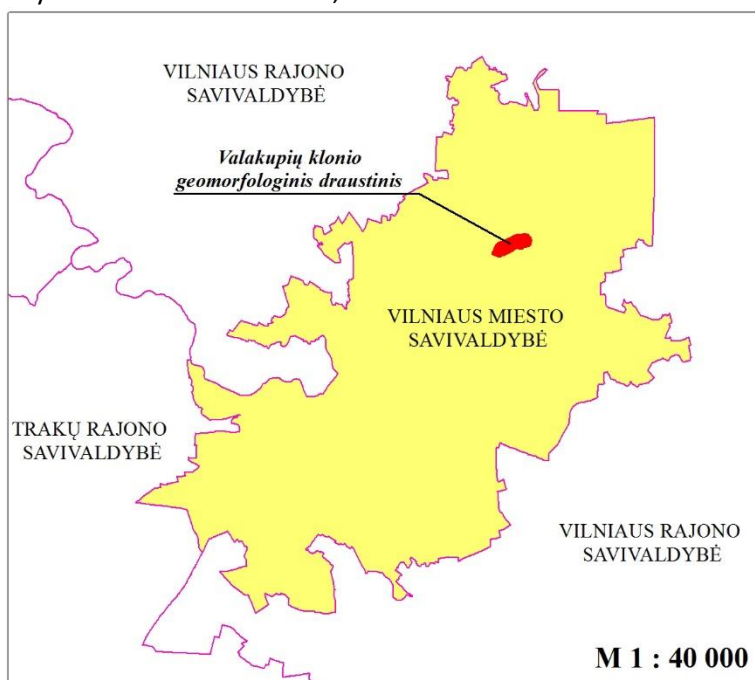 VILNIAUS RAJONO
SAVIVALDYBĖ
Valakupių klonio
geomorfologinis draustinis
VILNIAUS MIESTO
SAVIVALDYBĖ
TRAKŲ RAJONO
SAVIVALDYBĖ
VILNIAUS RAJONO
SAVIVALDYBĖ
M 1 : 40 000